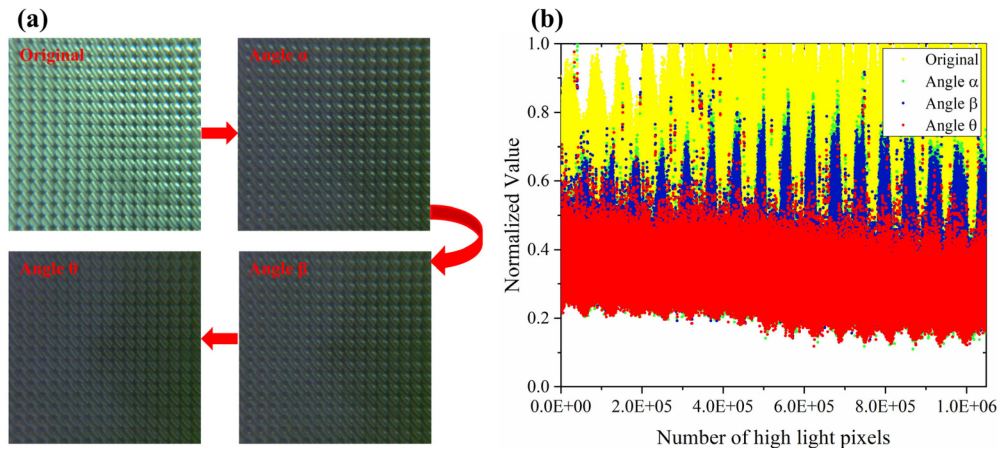 (a)
Original
Angle α
Angle θ
Angle β
(b)
Normalized Value
1.0
0.8
0.6
0.4
0.2
0.0
Original
Angle α
Angle β
Angle θ
0.0E+00 2.0E+05 4.0E+05 6.0E+05 8.0E+05 1.0E+06
Number of high light pixels